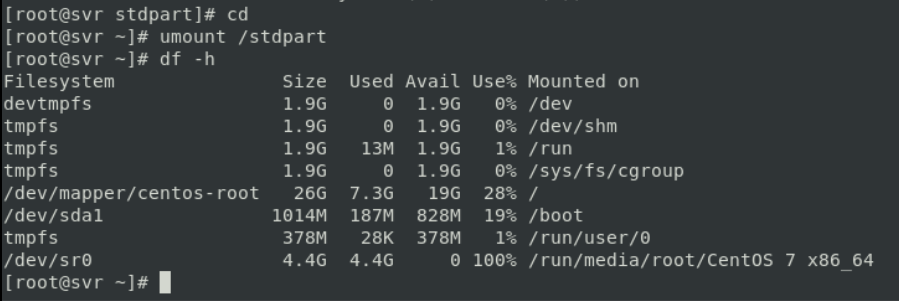 [root@svr stdpart]# cd
[root@svr ~]# umount /stdpart
[root@svr ~]# df -h
Filesystem Size Used Avail Use% Mounted on
devtmpfs 1.9G 0 1.9G 0% /dev
tmpfs 1.9G 0 1.9G 0% /dev/shm
tmpfs 1.9G 13M 1.9G 1% /run
tmpfs 1.9G 0 1.9G 0% /sys/fs/cgroup
/dev/mapper/centos-root 26G 7.3G 19G 28% /
/dev/sda1 1014M 187M 828M 19% /boot
tmpfs 378M 28K 378M 1% /run/user/0
/dev/sr0 4.4G 4.4G 0 100% /run/media/root/CentOS 7 x86_64
[root@svr ~]#